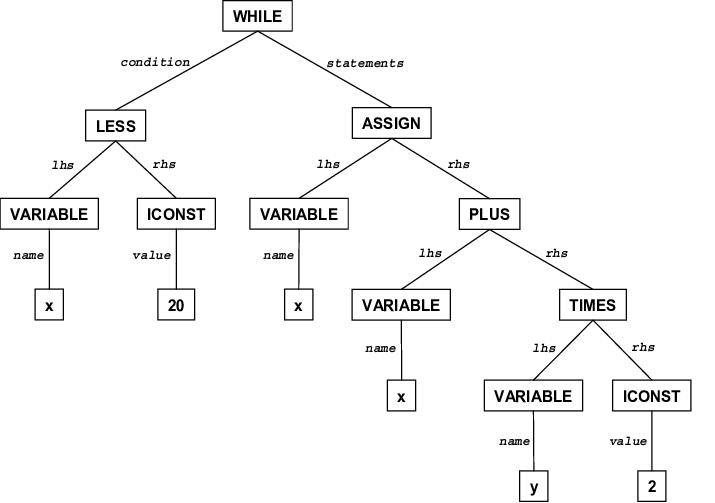 WHILE
condition statements
LESS ASSIGN
lhs rhs lhs rhs
VARIABLE ICONST VARIABLE PLUS
name value name lhs rhs
x 20 x VARIABLE TIMES
name lhs rhs
x VARIABLE ICONST
name value
y 2